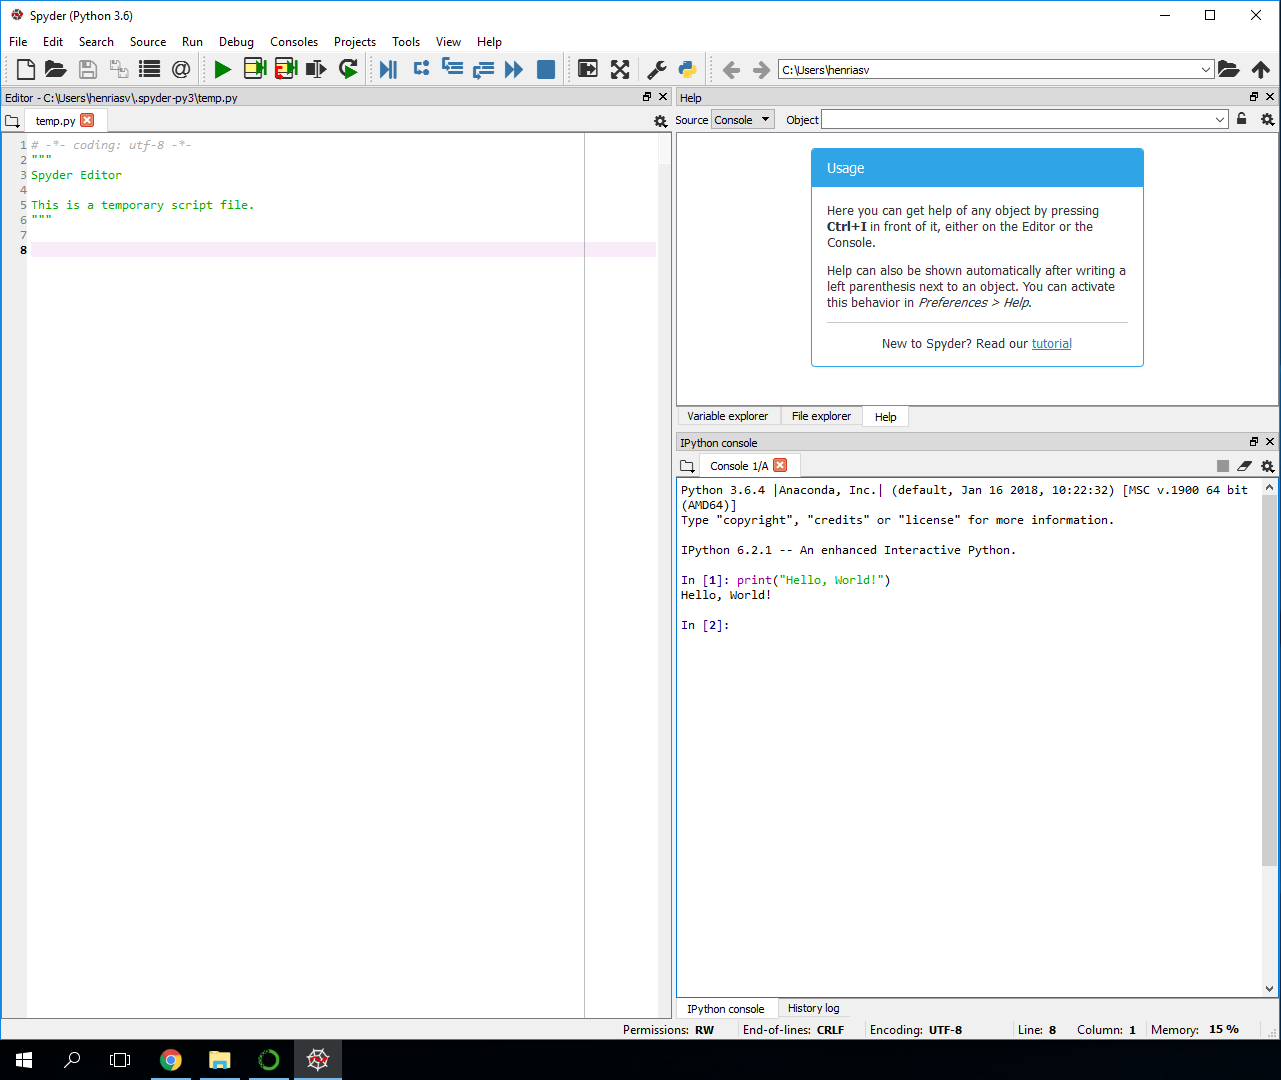 Spyder (Python 3.6)
File Edit Search Source Run Debug Consoles Projects Tools View Help
C:\Users\henriasv
Editor - C:\Users\henriasv\.spyder-py3\temp.py
temp.py
1 # -*- coding: utf-8 -*-
2 """
3 Spyder Editor
4
5 This is a temporary script file.
6 """
7
8
Help
Source Console Object
Usage
Here you can get help of any object by pressing
Ctrl+I in front of it, either on the Editor or the
Console.
Help can also be shown automatically after writing a
left parenthesis next to an object. You can activate
this behavior in Preferences > Help.
New to Spyder? Read our tutorial
Variable explorer File explorer Help
IPython console
Console 1/A
Python 3.6.4 |Anaconda, Inc.| (default, Jan 16 2018, 10:22:32) [MSC v.1900 64 bit
(AMD64)]
Type "copyright", "credits" or "license" for more information.
IPython 6.2.1 -- An enhanced Interactive Python.
In [1]: print("Hello, World!")
Hello, World!
In [2]:
IPython console History log
Permissions: RW End-of-lines: CRLF Encoding: UTF-8 Line: 8 Column: 1 Memory: 15 %